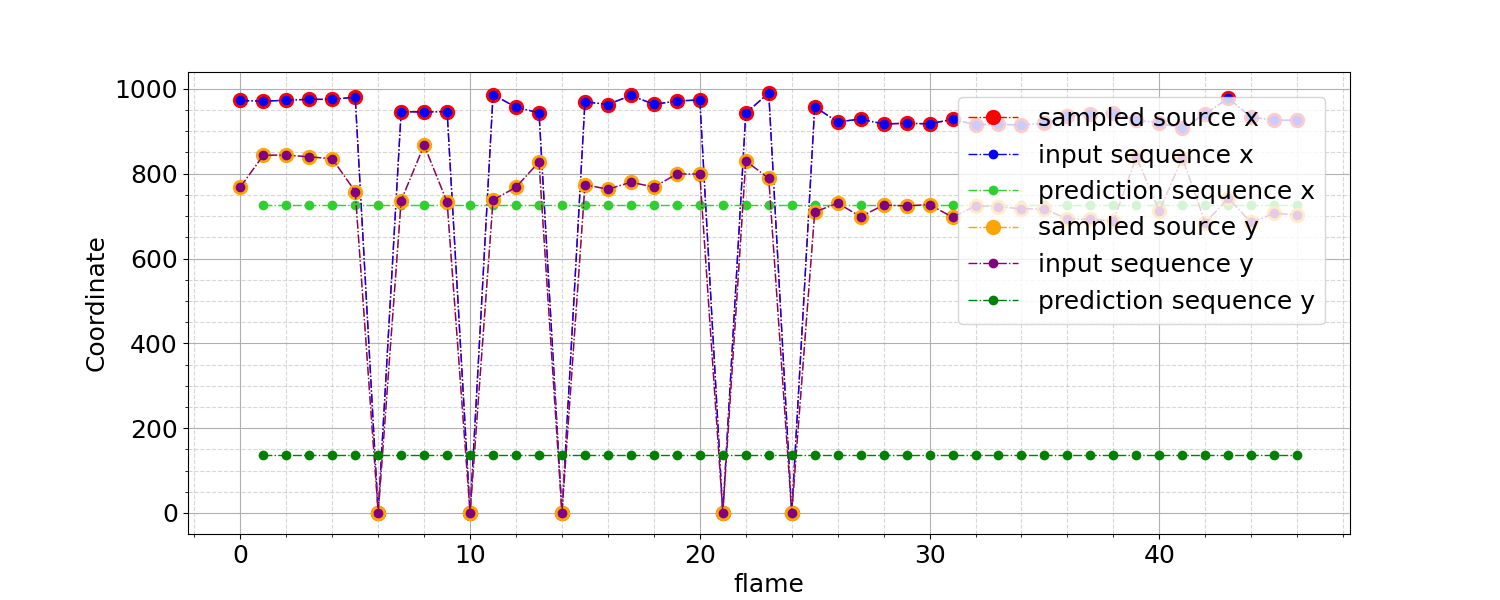 1000
800
600
400
200
0
Coordinate
sampled source x
input sequence x
prediction sequence x
sampled source y
input sequence y
prediction sequence y
0 10 20 30 40
flame